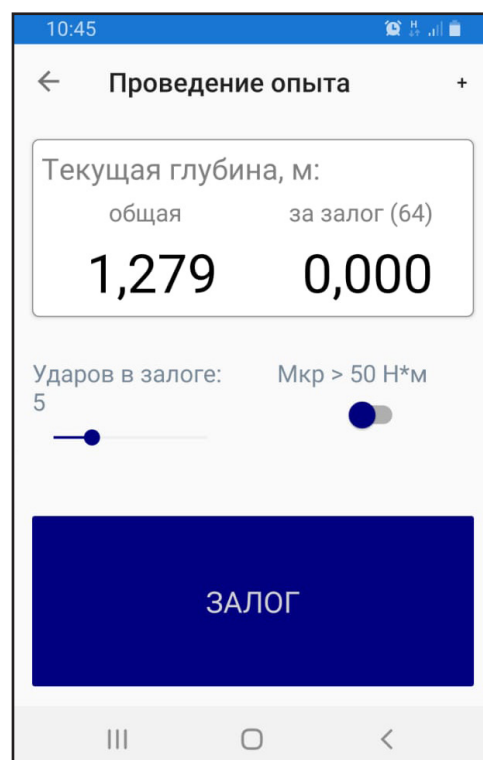 10:45
Проведение опыта +
Текущая глубина, м:
общая за залог (64)
1,279 0,000
Ударов в залоге: Мкр > 50 Н*м
5
ЗАЛОГ